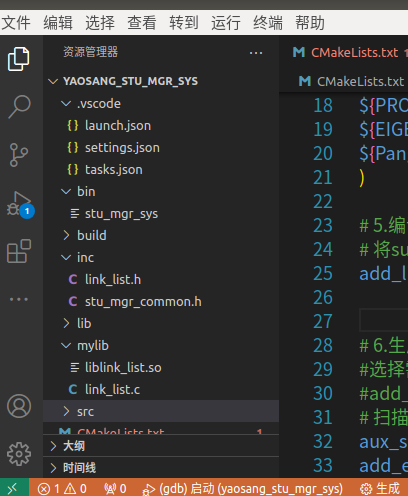 文件 编辑 选择 查看 转到 运行 终端 帮助
资源管理器 ···
YAOSANG_STU_MGR_SYS
.vscode
{} launch.json
{} settings.json
{} tasks.json
bin
stu_mgr_sys
build
inc
C link_list.h
C stu_mgr_common.h
lib
mylib
liblink_list.so
C link_list.c
src
M CMakeLists.txt 1
大纲
时间线
1
M CMakeLists.txt
M CMakeLists.txt
18 ${PRO
19 ${EIGE
20 ${Pan
21 )
22
23 # 5.编
24 # 将su
25 add_l
27
28 # 6.生
29 #选择
30 #add_
31 # 扫描
32 aux_s
33 add_e
1 0 0 (gdb) 启动 (yaosang_stu_mgr_sys) 生成